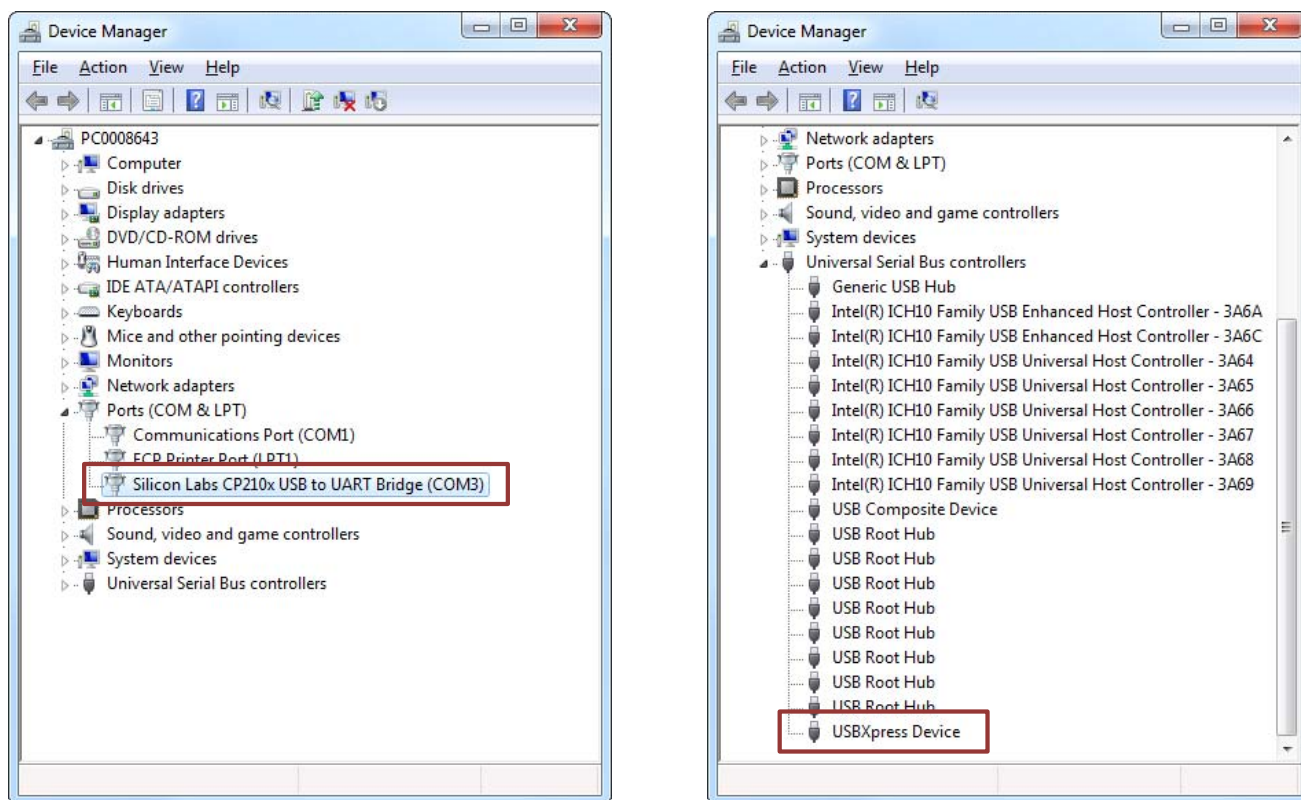 Device Manager
File Action View Help
PC0008643
Computer
Disk drives
Display adapters
DVD/CD-ROM drives
Human Interface Devices
IDE ATA/ATAPI controllers
Keyboards
Mice and other pointing devices
Monitors
Network adapters
Ports (COM & LPT)
Communications Port (COM1)
ECP Printer Port (LPT1)
Silicon Labs CP210x USB to UART Bridge (COM3)
Processors
Sound, video and game controllers
System devices
Universal Serial Bus controllers
Device Manager
File Action View Help
Network adapters
Ports (COM & LPT)
Processors
Sound, video and game controllers
System devices
Universal Serial Bus controllers
Generic USB Hub
Intel(R) ICH10 Family USB Enhanced Host Controller - 3A6A
Intel(R) ICH10 Family USB Enhanced Host Controller - 3A6C
Intel(R) ICH10 Family USB Universal Host Controller - 3A64
Intel(R) ICH10 Family USB Universal Host Controller - 3A65
Intel(R) ICH10 Family USB Universal Host Controller - 3A66
Intel(R) ICH10 Family USB Universal Host Controller - 3A67
Intel(R) ICH10 Family USB Universal Host Controller - 3A68
Intel(R) ICH10 Family USB Universal Host Controller - 3A69
USB Composite Device
USB Root Hub
USB Root Hub
USB Root Hub
USB Root Hub
USB Root Hub
USB Root Hub
USB Root Hub
USB Root Hub
USBXpress Device